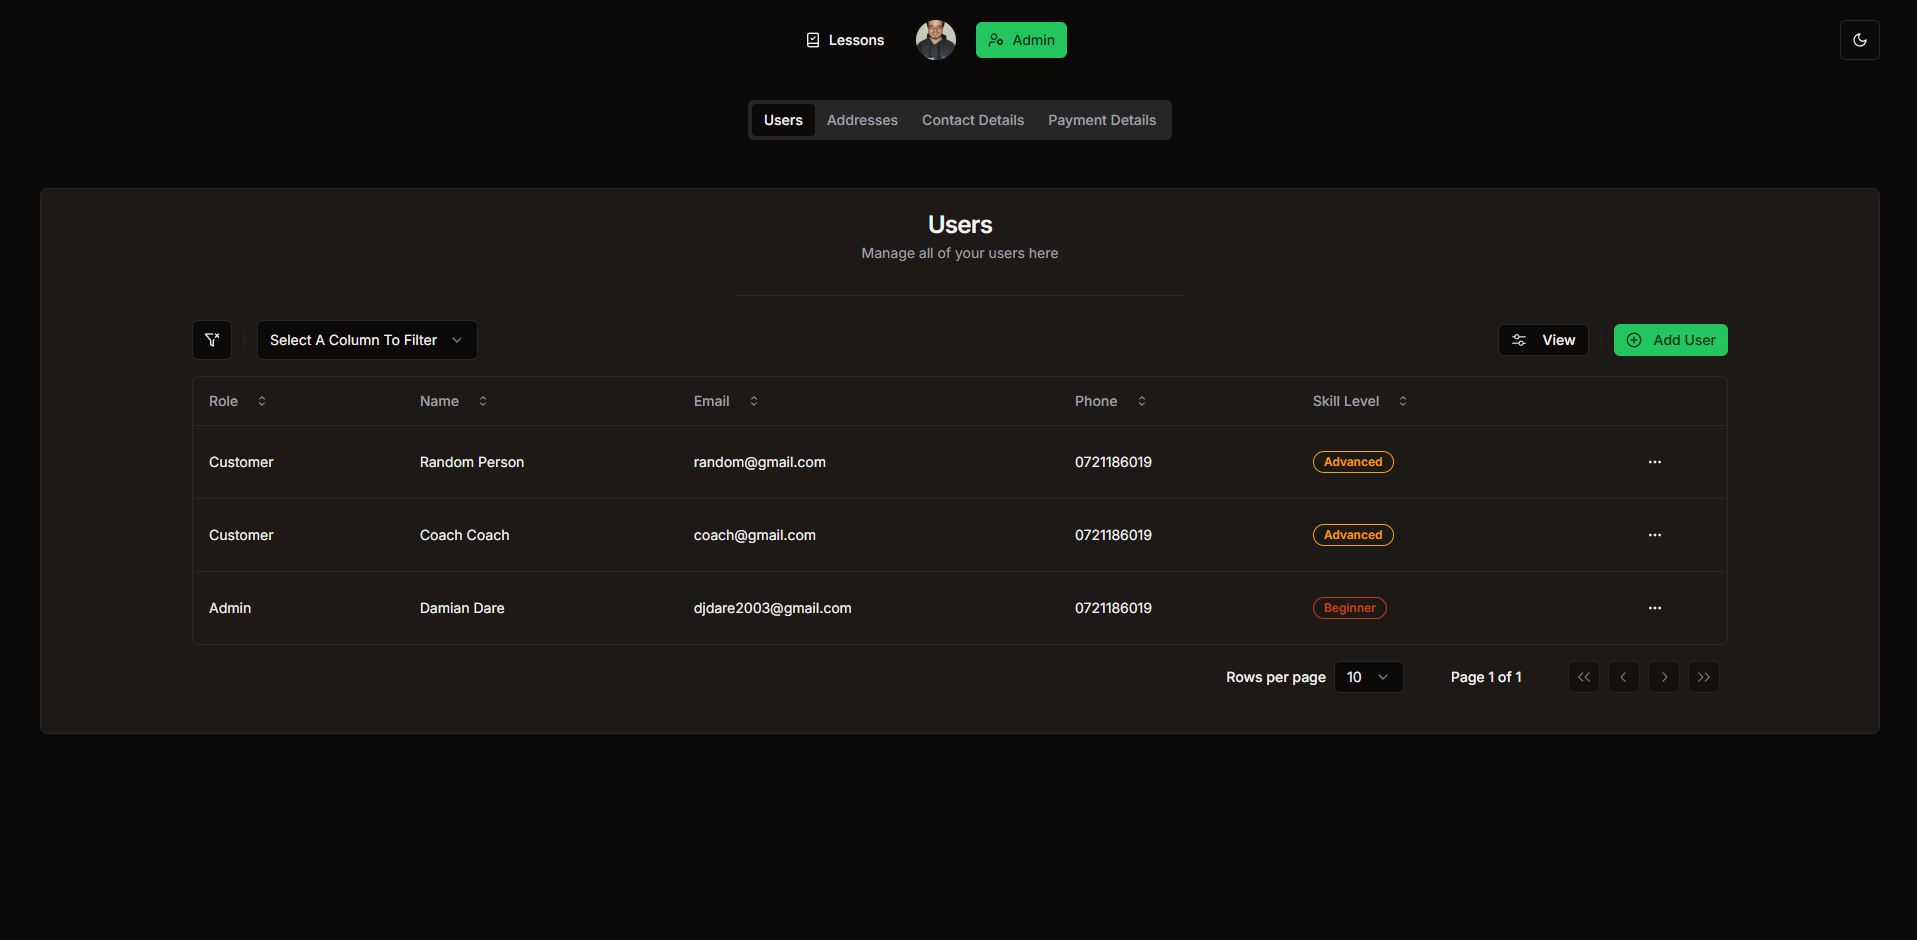 Lessons Admin
Users Addresses Contact Details Payment Details
Users
Manage all of your users here
Select A Column To Filter View Add User
Role Name Email Phone Skill Level
Customer Random Person random@gmail.com 0721186019 Advanced
Customer Coach Coach coach@gmail.com 0721186019 Advanced
Admin Damian Dare djdare2003@gmail.com 0721186019 Beginner
Rows per page 10 Page 1 of 1